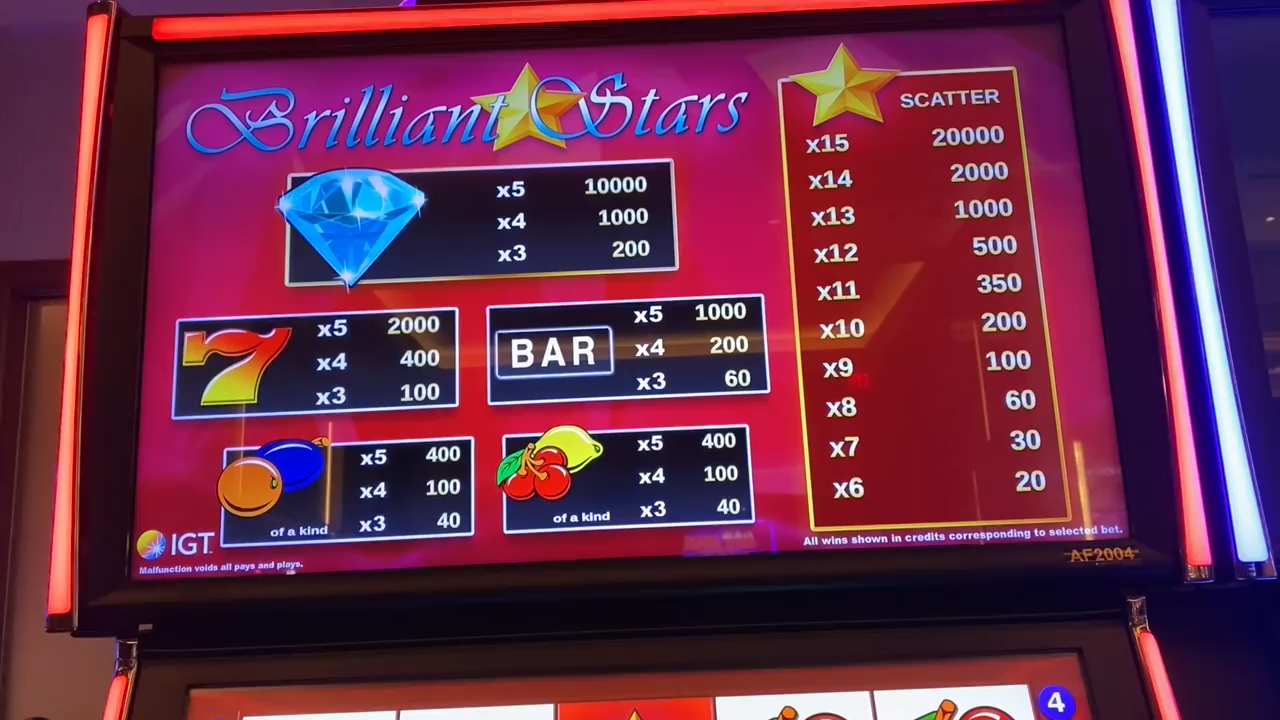 Brilliant Stars
x5 10000
x4 1000
x3 200
x5 2000
x4 400
x3 100
BAR
x5 1000
x4 200
x3 60
x5 400
x4 100
x3 40
of a kind
x5 400
x4 100
x3 40
of a kind
SCATTER
x15 20000
x14 2000
x13 1000
x12 500
x11 350
x10 200
x9 100
x8 60
x7 30
x6 20
All wins shown in credits corresponding to selected bet.
IGT
Malfunction voids all pays and plays.
AF2004
4